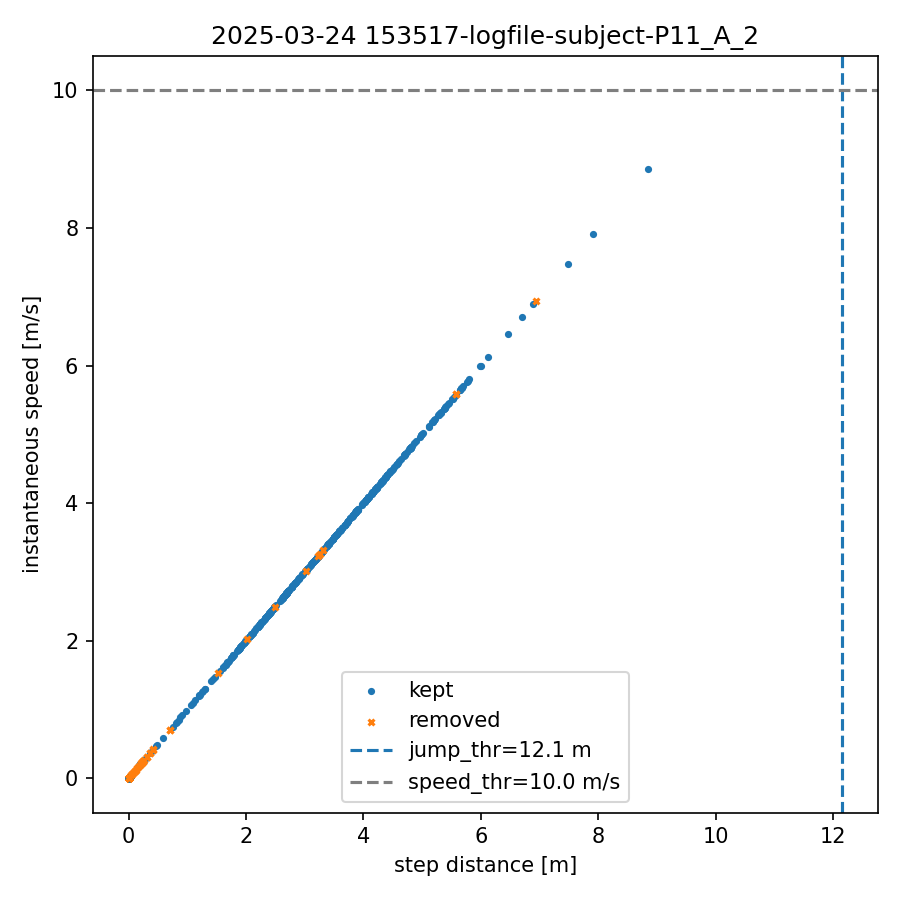 2025-03-24 153517-logfile-subject-P11_A_2
instantaneous speed [m/s]
10
8
6
4
2
0
kept
removed
jump_thr=12.1 m
speed_thr=10.0 m/s
0 2 4 6 8 10 12
step distance [m]